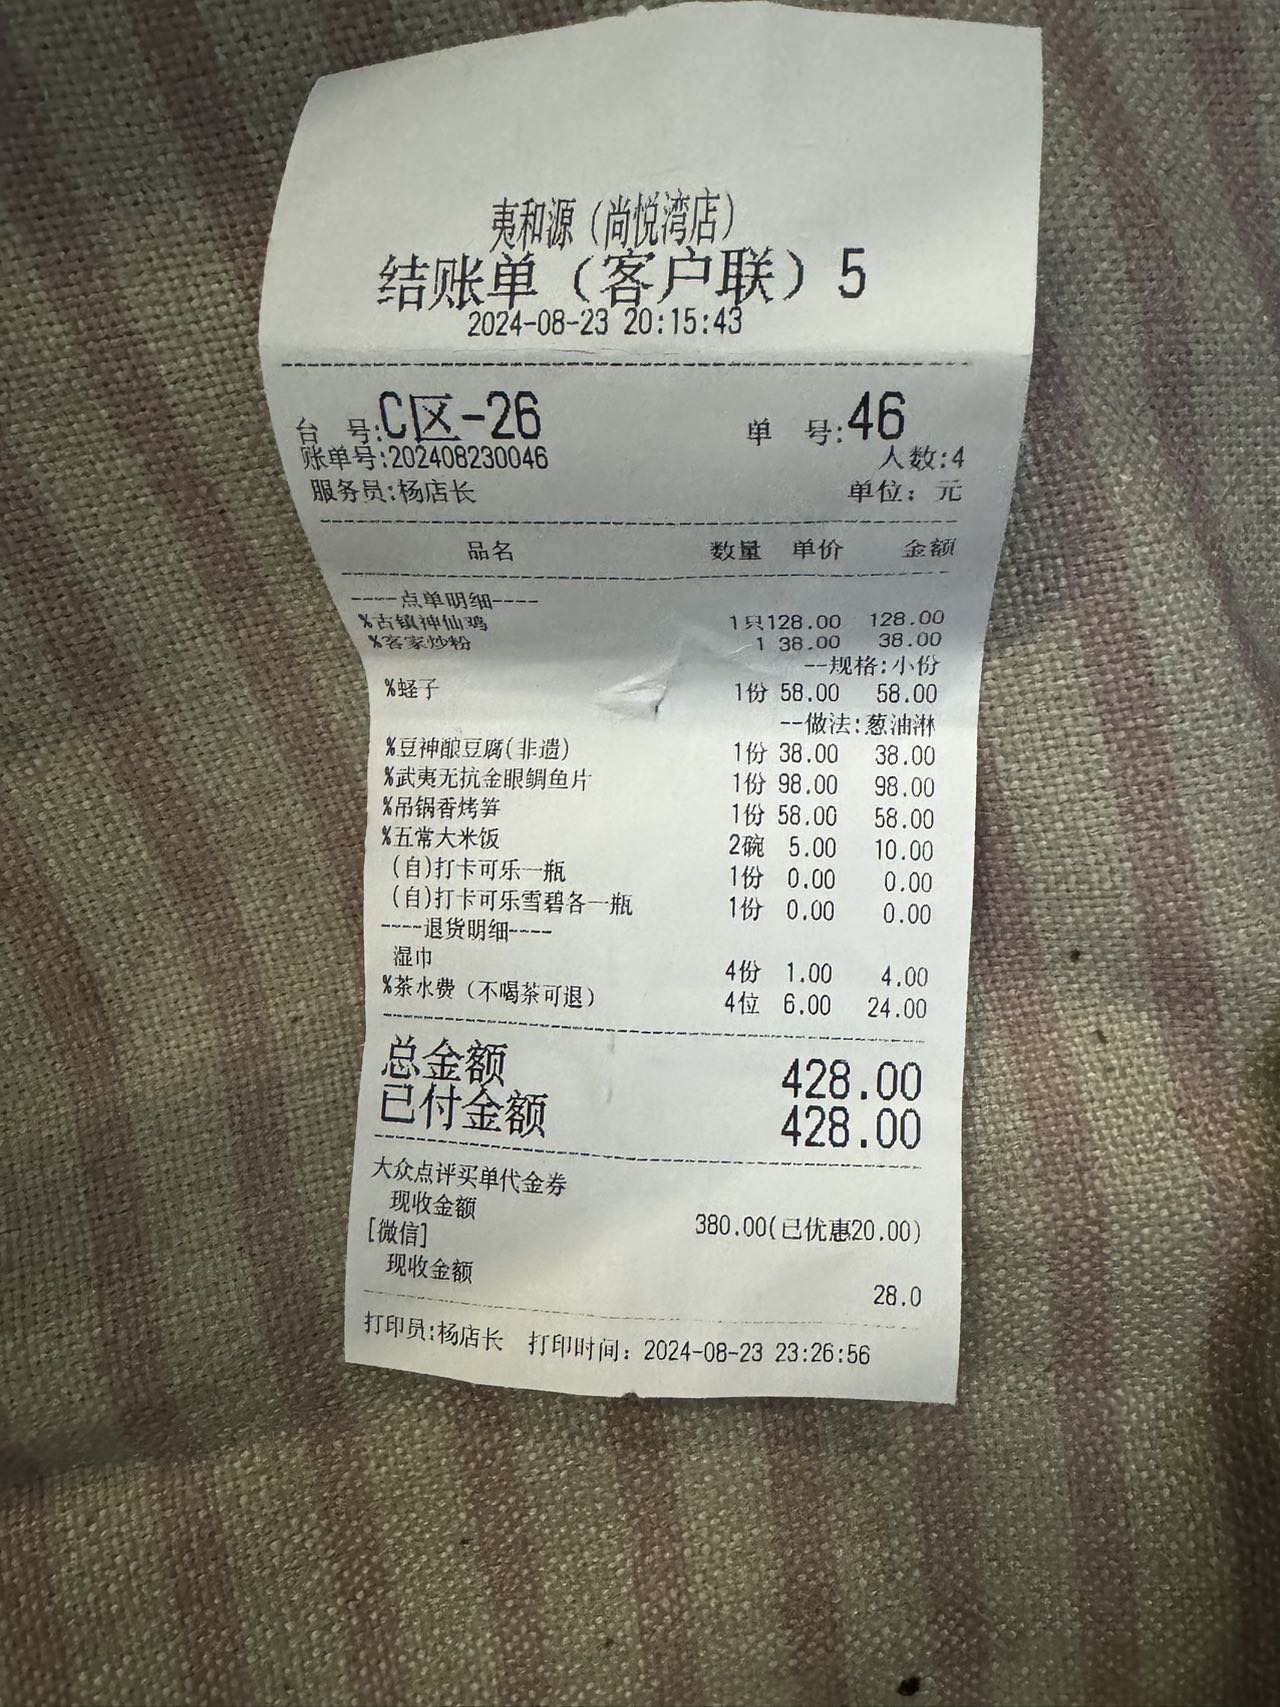 夷和源（尚悦湾店）
结账单（客户联）5
2024-08-23 20:15:43
台 号:C区-26 单 号:46
账单号:202408230046 人数:4
服务员:杨店长 单位：元
品名 数量 单价 金额
----点单明细----
%古镇神仙鸡 1只128.00 128.00
%客家炒粉 1 38.00 38.00
--规格:小份
%蛏子 1份 58.00 58.00
--做法:葱油淋
%豆神酿豆腐(非遗) 1份 38.00 38.00
%武夷无抗金眼鲷鱼片 1份 98.00 98.00
%吊锅香烤笋 1份 58.00 58.00
%五常大米饭 2碗 5.00 10.00
(自)打卡可乐一瓶 1份 0.00 0.00
(自)打卡可乐雪碧各一瓶 1份 0.00 0.00
----退货明细----
湿巾 4份 1.00 4.00
%茶水费（不喝茶可退） 4位 6.00 24.00
总金额 428.00
已付金额 428.00
大众点评买单代金券
现收金额 380.00(已优惠20.00)
[微信]
现收金额 28.0
打印员:杨店长 打印时间：2024-08-23 23:26:56